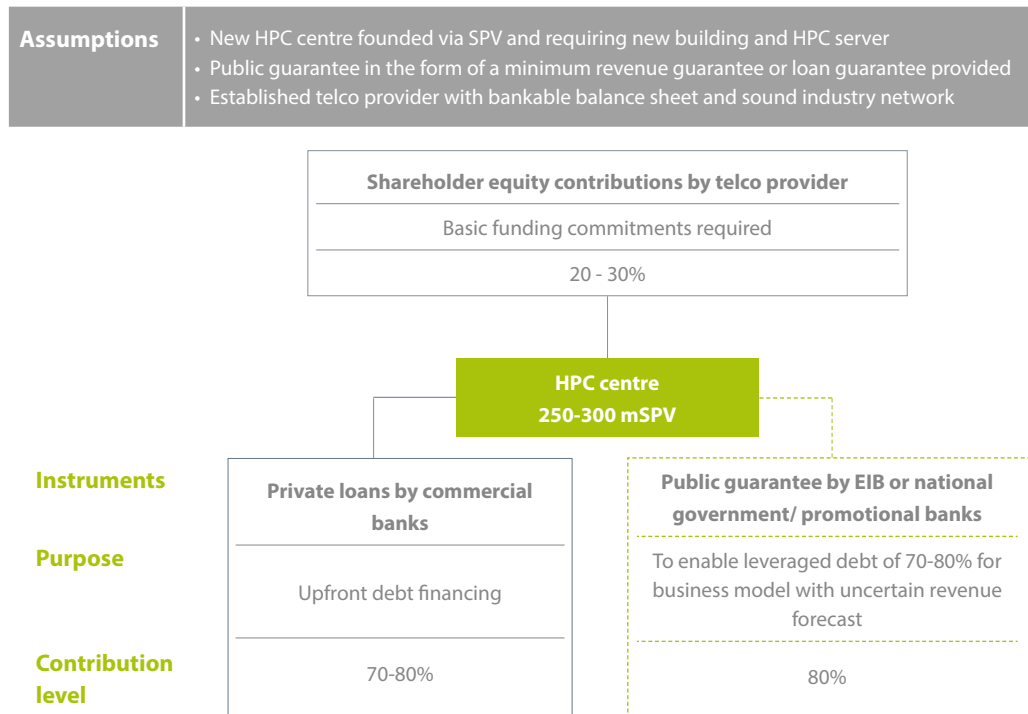 Assumptions
• New HPC centre founded via SPV and requiring new building and HPC server
• Public guarantee in the form of a minimum revenue guarantee or loan guarantee provided
• Established telco provider with bankable balance sheet and sound industry network
Shareholder equity contributions by telco provider
Basic funding commitments required
20 - 30%
HPC centre
250-300 mSPV
Instruments
Private loans by commercial
banks
Public guarantee by EIB or national
government/ promotional banks
Purpose
Upfront debt financing
To enable leveraged debt of 70-80% for
business model with uncertain revenue
forecast
Contribution
level
70-80%
80%